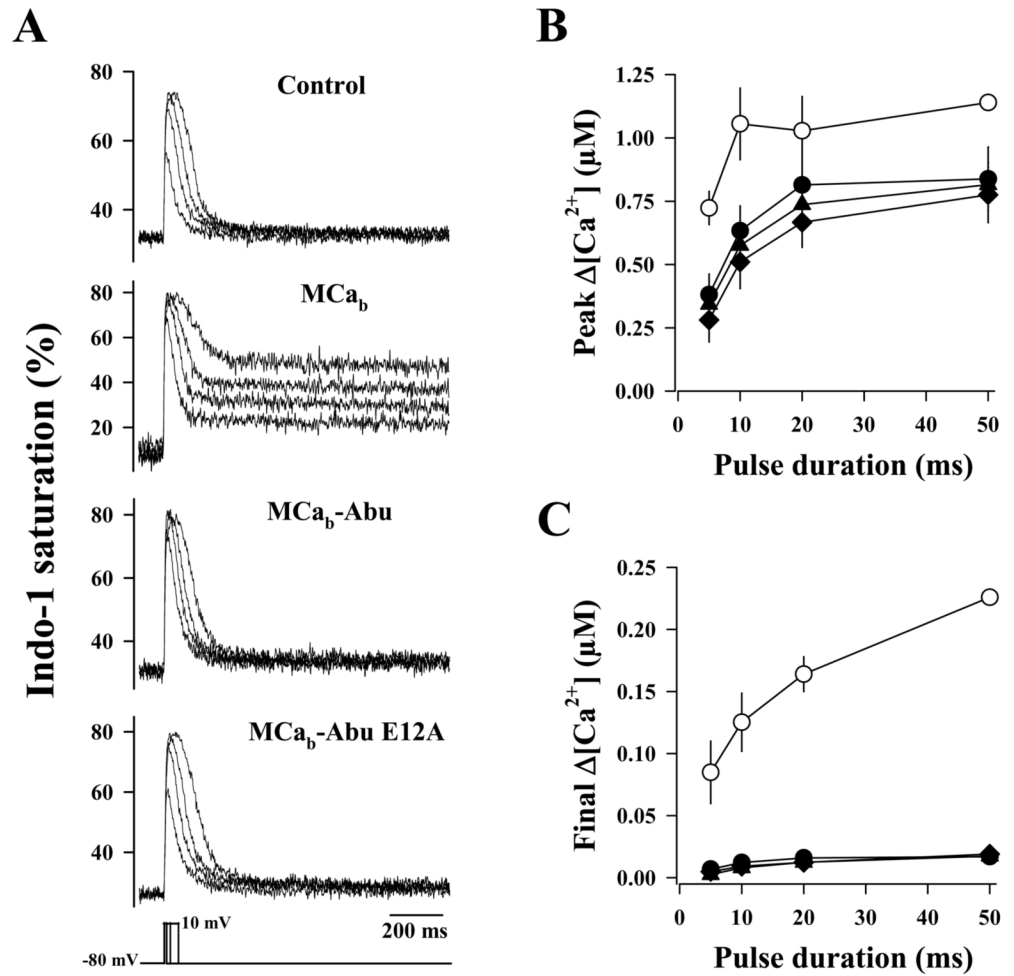 A
Indo-1 saturation (%)
Control
80
60
40
MCa_b
80
60
40
20
MCa_b-Abu
80
60
40
MCa_b-Abu E12A
80
60
40
10 mV
-80 mV
200 ms
B
Peak Δ[Ca²⁺] (µM)
1.25
1.00
0.75
0.50
0.25
0.00
0 10 20 30 40 50
Pulse duration (ms)
C
Final Δ[Ca²⁺] (µM)
0.25
0.20
0.15
0.10
0.05
0.00
0 10 20 30 40 50
Pulse duration (ms)